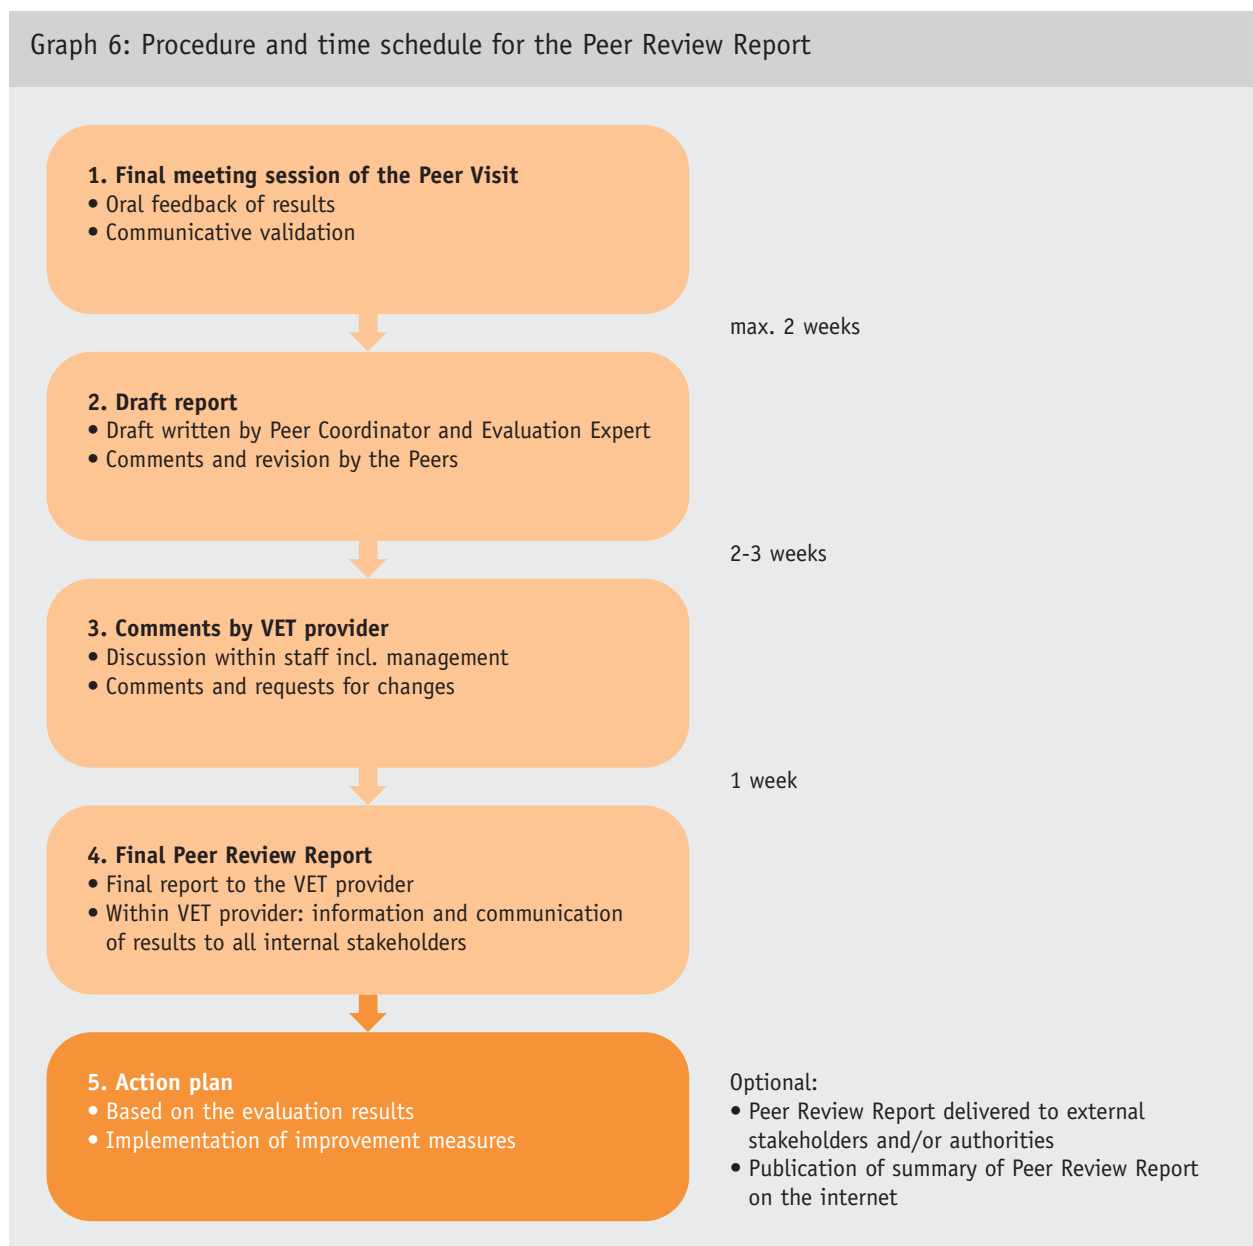 Graph 6: Procedure and time schedule for the Peer Review Report
1. Final meeting session of the Peer Visit
• Oral feedback of results
• Communicative validation
max. 2 weeks
2. Draft report
• Draft written by Peer Coordinator and Evaluation Expert
• Comments and revision by the Peers
2-3 weeks
3. Comments by VET provider
• Discussion within staff incl. management
• Comments and requests for changes
1 week
4. Final Peer Review Report
• Final report to the VET provider
• Within VET provider: information and communication
of results to all internal stakeholders
5. Action plan
• Based on the evaluation results
• Implementation of improvement measures
Optional:
• Peer Review Report delivered to external
stakeholders and/or authorities
• Publication of summary of Peer Review Report
on the internet